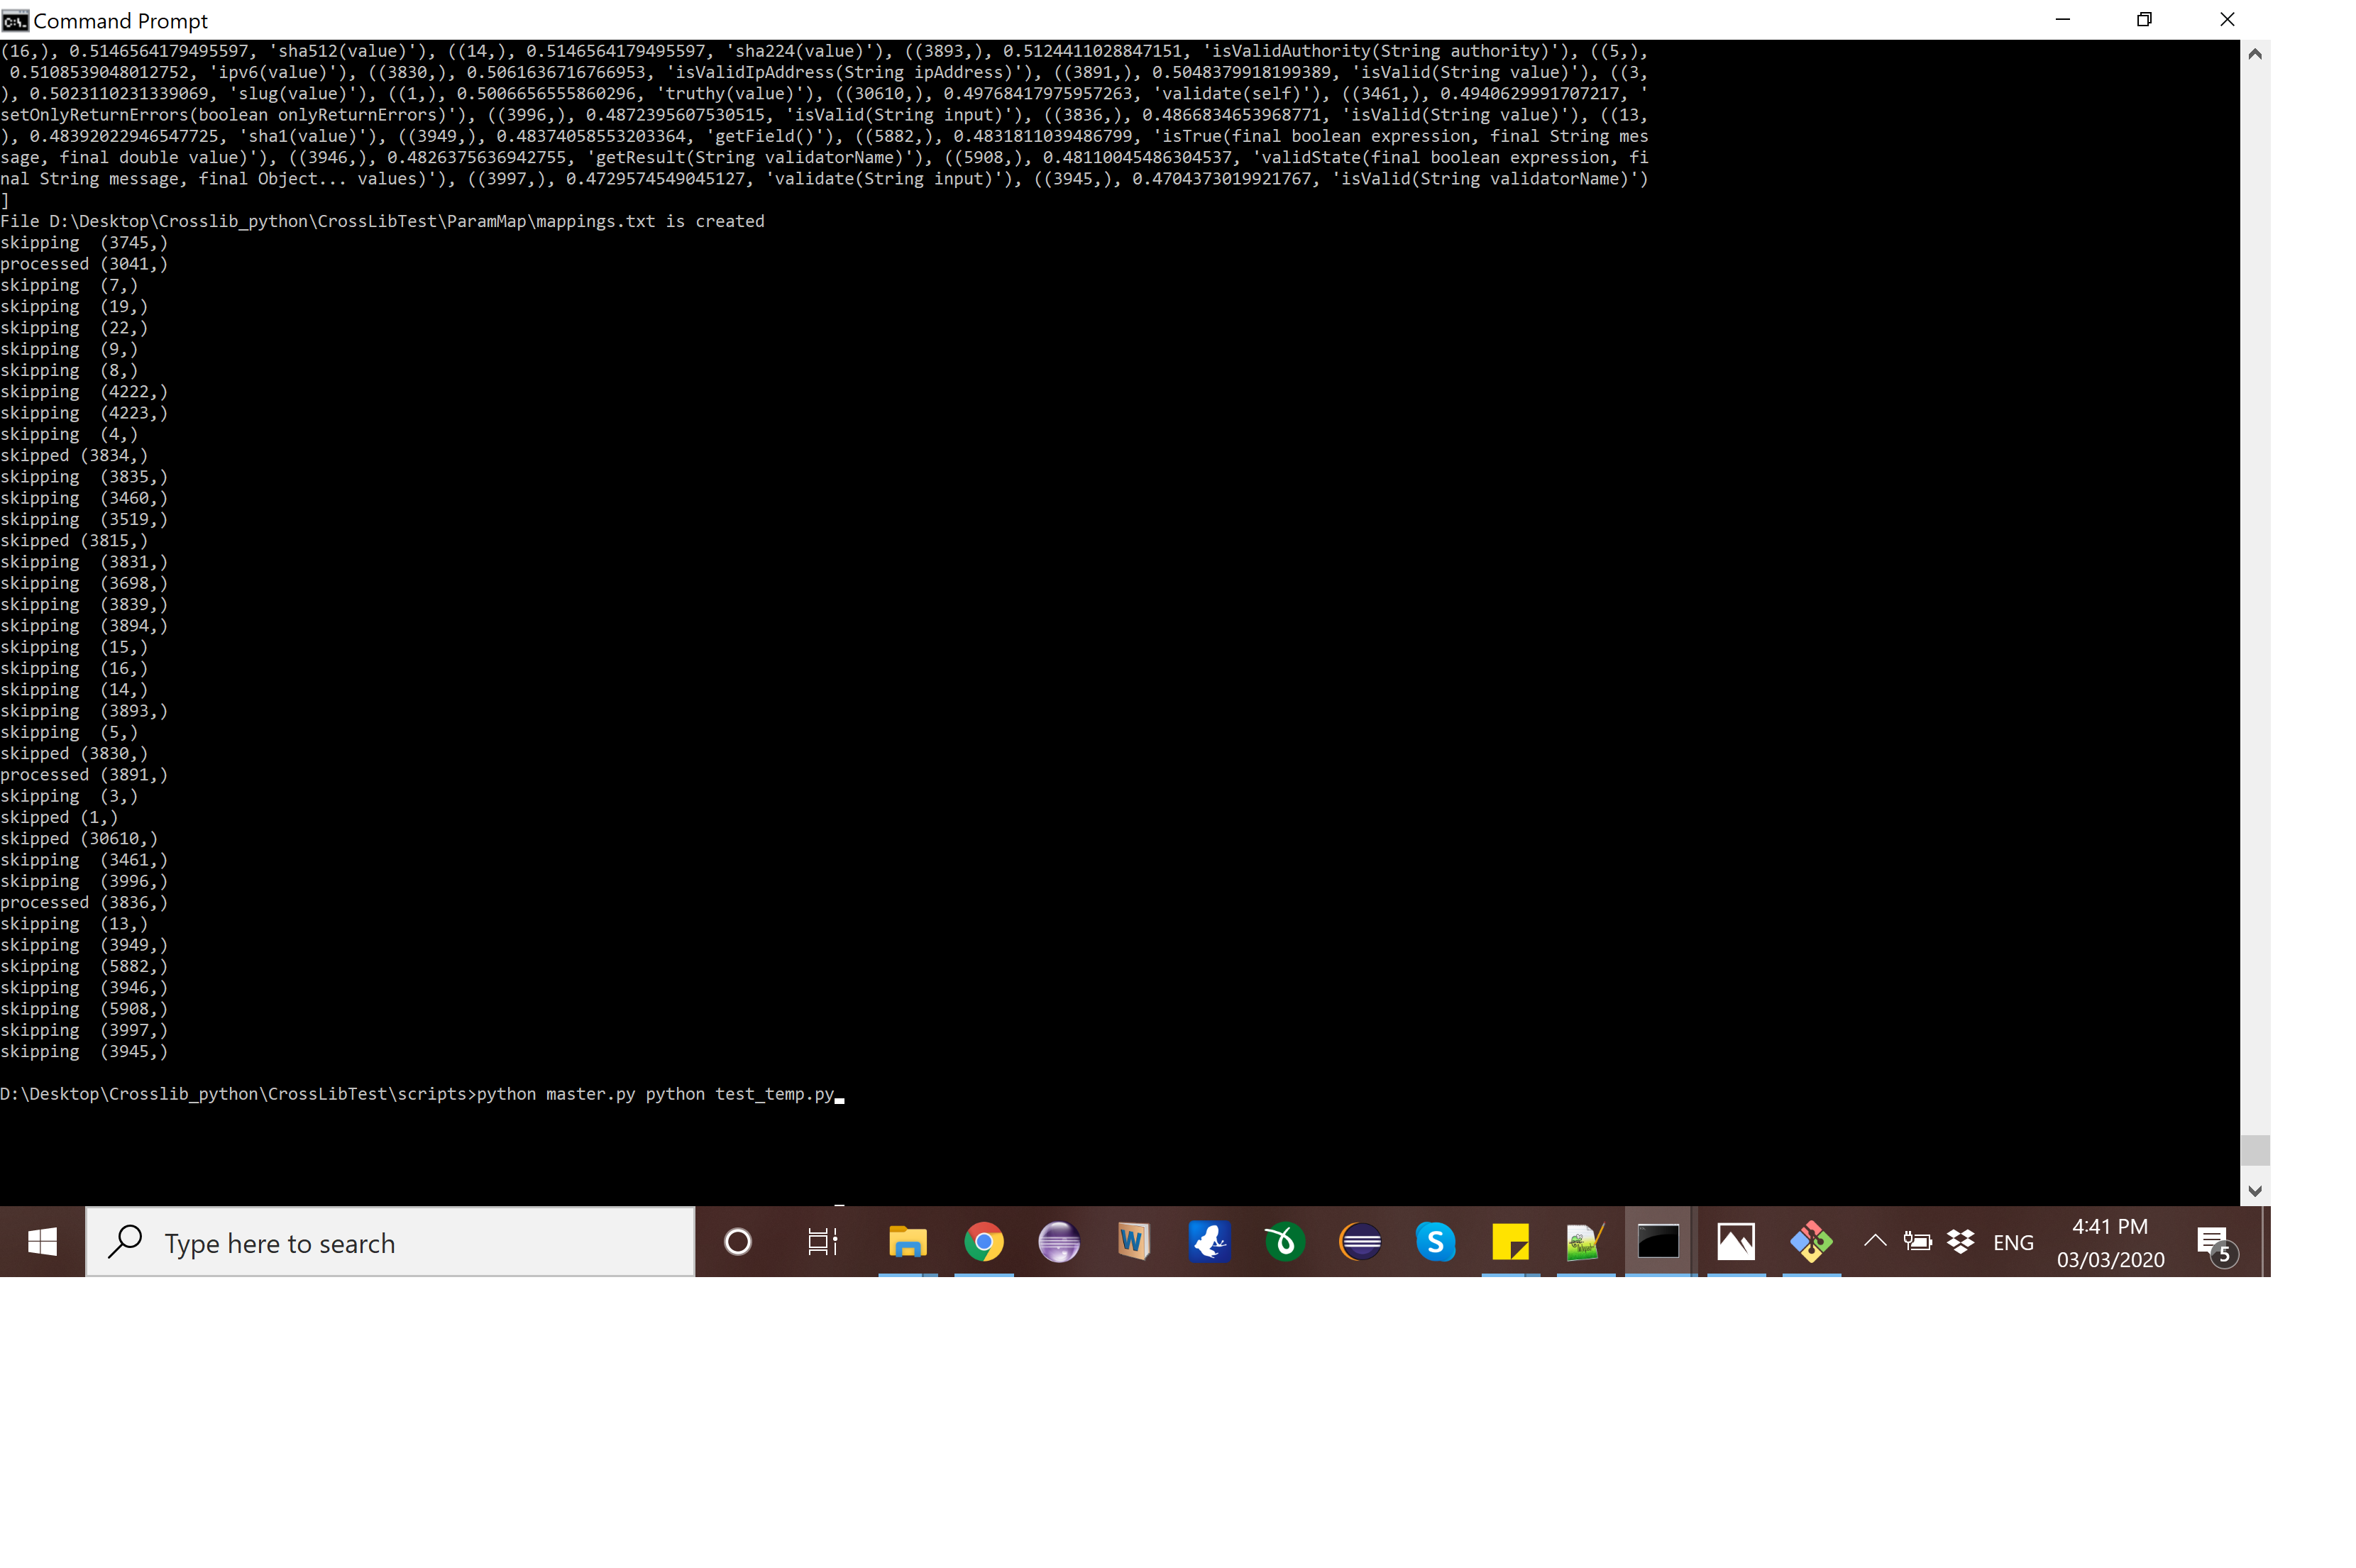 Command Prompt
(16,), 0.5146564179495597, 'sha512(value)'), ((14,), 0.5146564179495597, 'sha224(value)'), ((3893,), 0.5124411028847151, 'isValidAuthority(String authority)'), ((5,),
 0.5108539048012752, 'ipv6(value)'), ((3830,), 0.5061636716766953, 'isValidIpAddress(String ipAddress)'), ((3891,), 0.5048379918199389, 'isValid(String value)'), ((3,
), 0.5023110231339069, 'slug(value)'), ((1,), 0.5006656555860296, 'truthy(value)'), ((30610,), 0.49768417975957263, 'validate(self)'), ((3461,), 0.4940629991707217, '
setOnlyReturnErrors(boolean onlyReturnErrors)'), ((3996,), 0.4872395607530515, 'isValid(String input)'), ((3836,), 0.4866834653968771, 'isValid(String value)'), ((13,
), 0.48392022946547725, 'sha1(value)'), ((3949,), 0.48374058553203364, 'getField()'), ((5882,), 0.4831811039486799, 'isTrue(final boolean expression, final String mes
sage, final double value)'), ((3946,), 0.4826375636942755, 'getResult(String validatorName)'), ((5908,), 0.48110045486304537, 'validState(final boolean expression, fi
nal String message, final Object... values)'), ((3997,), 0.4729574549045127, 'validate(String input)'), ((3945,), 0.4704373019921767, 'isValid(String validatorName)')
]
File D:\Desktop\Crosslib_python\CrossLibTest\ParamMap\mappings.txt is created
skipping  (3745,)
processed (3041,)
skipping  (7,)
skipping  (19,)
skipping  (22,)
skipping  (9,)
skipping  (8,)
skipping  (4222,)
skipping  (4223,)
skipping  (4,)
skipped (3834,)
skipping  (3835,)
skipping  (3460,)
skipping  (3519,)
skipped (3815,)
skipping  (3831,)
skipping  (3698,)
skipping  (3839,)
skipping  (3894,)
skipping  (15,)
skipping  (16,)
skipping  (14,)
skipping  (3893,)
skipping  (5,)
skipped (3830,)
processed (3891,)
skipping  (3,)
skipped (1,)
skipped (30610,)
skipping  (3461,)
skipping  (3996,)
processed (3836,)
skipping  (13,)
skipping  (3949,)
skipping  (5882,)
skipping  (3946,)
skipping  (5908,)
skipping  (3997,)
skipping  (3945,)
D:\Desktop\Crosslib_python\CrossLibTest\scripts>python master.py python test_temp.py
Type here to search
ENG
4:41 PM
03/03/2020
5